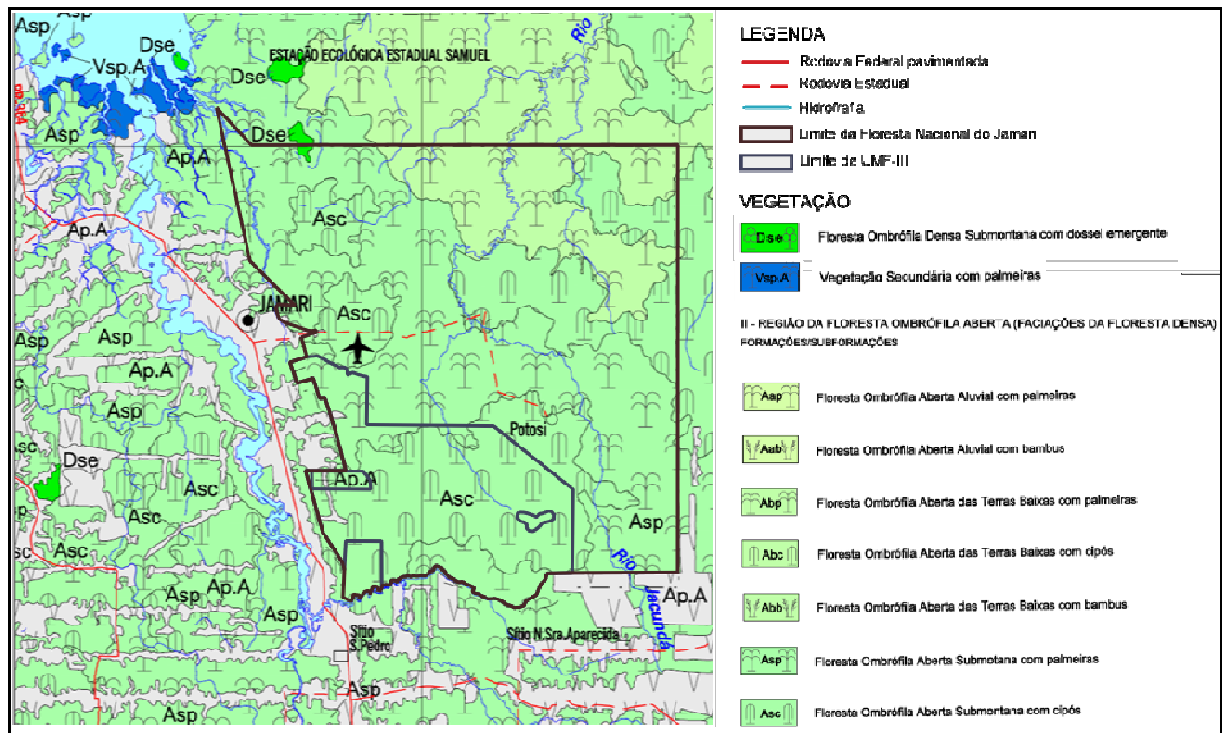 Asp
Dse
Vsp.A
Dse
ESTAÇÃO ECOLÓGICA ESTADUAL SAMUEL
Rio
Asp
Dse
Ap.A
Asc
Ap.A
JAMARI
Asc
Asp
Asp
Ap.A
Asp
Potosi
Dse
Asc
Ap.A
Asc
Asc
Asp
Asc
Asc
Rio
Jacundá
Ap.A
Asp
Ap.A
Asp
Sítio
S.Pedro
Sítio N.Sra.Aparecida
Asp
Asp
LEGENDA
Rodovia Federal pavimentada
Rodovia Estadual
Hidrofrafia
Limite da Floresta Nacional do Jamari
Limite de UMF-III
VEGETAÇÃO
Dse Floresta Ombrófila Densa Submontana com dossel emergente
Vsp.A Vegetação Secundária com palmeiras
II - REGIÃO DA FLORESTA OMBRÓFILA ABERTA (FACIAÇÕES DA FLORESTA DENSA)
FORMAÇÕES/SUBFORMAÇÕES
Aap Floresta Ombrófila Aberta Aluvial com palmeiras
Aab Floresta Ombrófila Aberta Aluvial com bambus
Abp Floresta Ombrófila Aberta das Terras Baixas com palmeiras
Abc Floresta Ombrófila Aberta das Terras Baixas com cipós
Abb Floresta Ombrófila Aberta das Terras Baixas com bambus
Asp Floresta Ombrófila Aberta Submotana com palmeiras
Asc Floresta Ombrófila Aberta Submontana com cipós